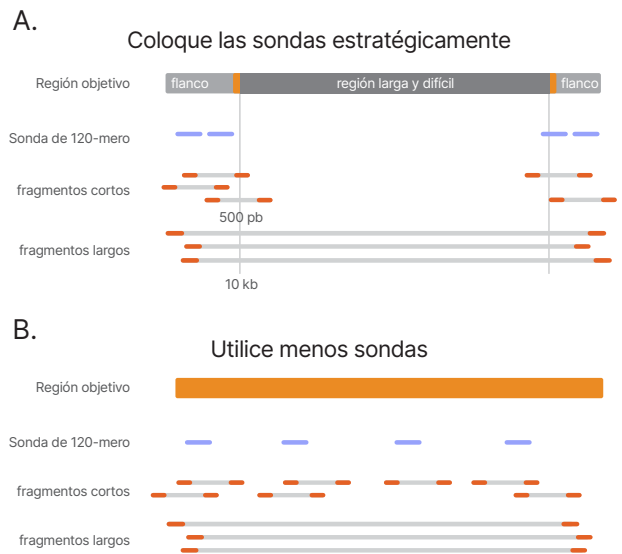 A.
Coloque las sondas estratégicamente
Región objetivo
flanco
región larga y difícil
flanco
Sonda de 120-mero
fragmentos cortos
500 pb
fragmentos largos
10 kb
B.
Utilice menos sondas
Región objetivo
Sonda de 120-mero
fragmentos cortos
fragmentos largos